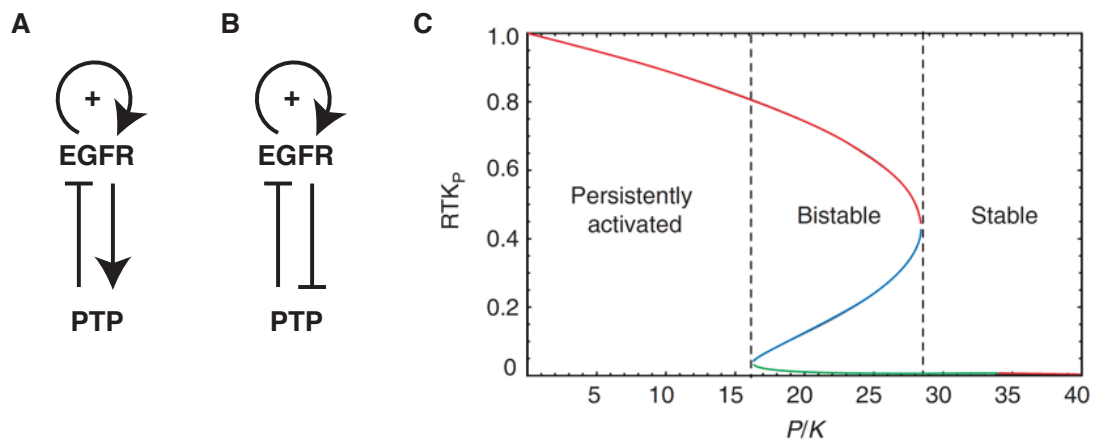 A
B
C
+
EGFR
PTP
+
EGFR
PTP
RTKP
1.0
0.8
0.6
0.4
0.2
0
Persistently
activated
Bistable
Stable
5 10 15 20 25 30 35 40
P/K